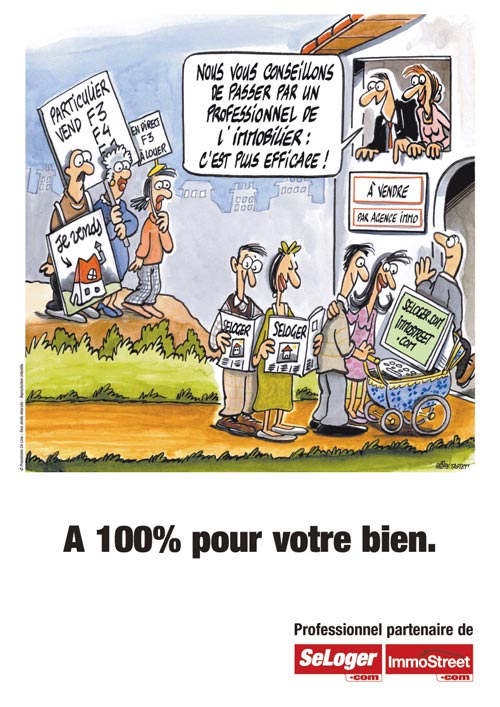 NOUS VOUS CONSEILLONS
DE PASSER PAR UN
PROFESSIONNEL DE
L'IMMOBILIER :
C'EST PLUS EFFICACE !
PARTICULIER
VEND F3
F4
EN DIRECT
F3
À LOUER
Je vends
À VENDRE
PAR AGENCE IMMO
SELOGER
SELOGER
SELOGER.COM
IMMOSTREET
.COM
A 100% pour votre bien.
Professionnel partenaire de
SeLoger
.com
ImmoStreet
.com